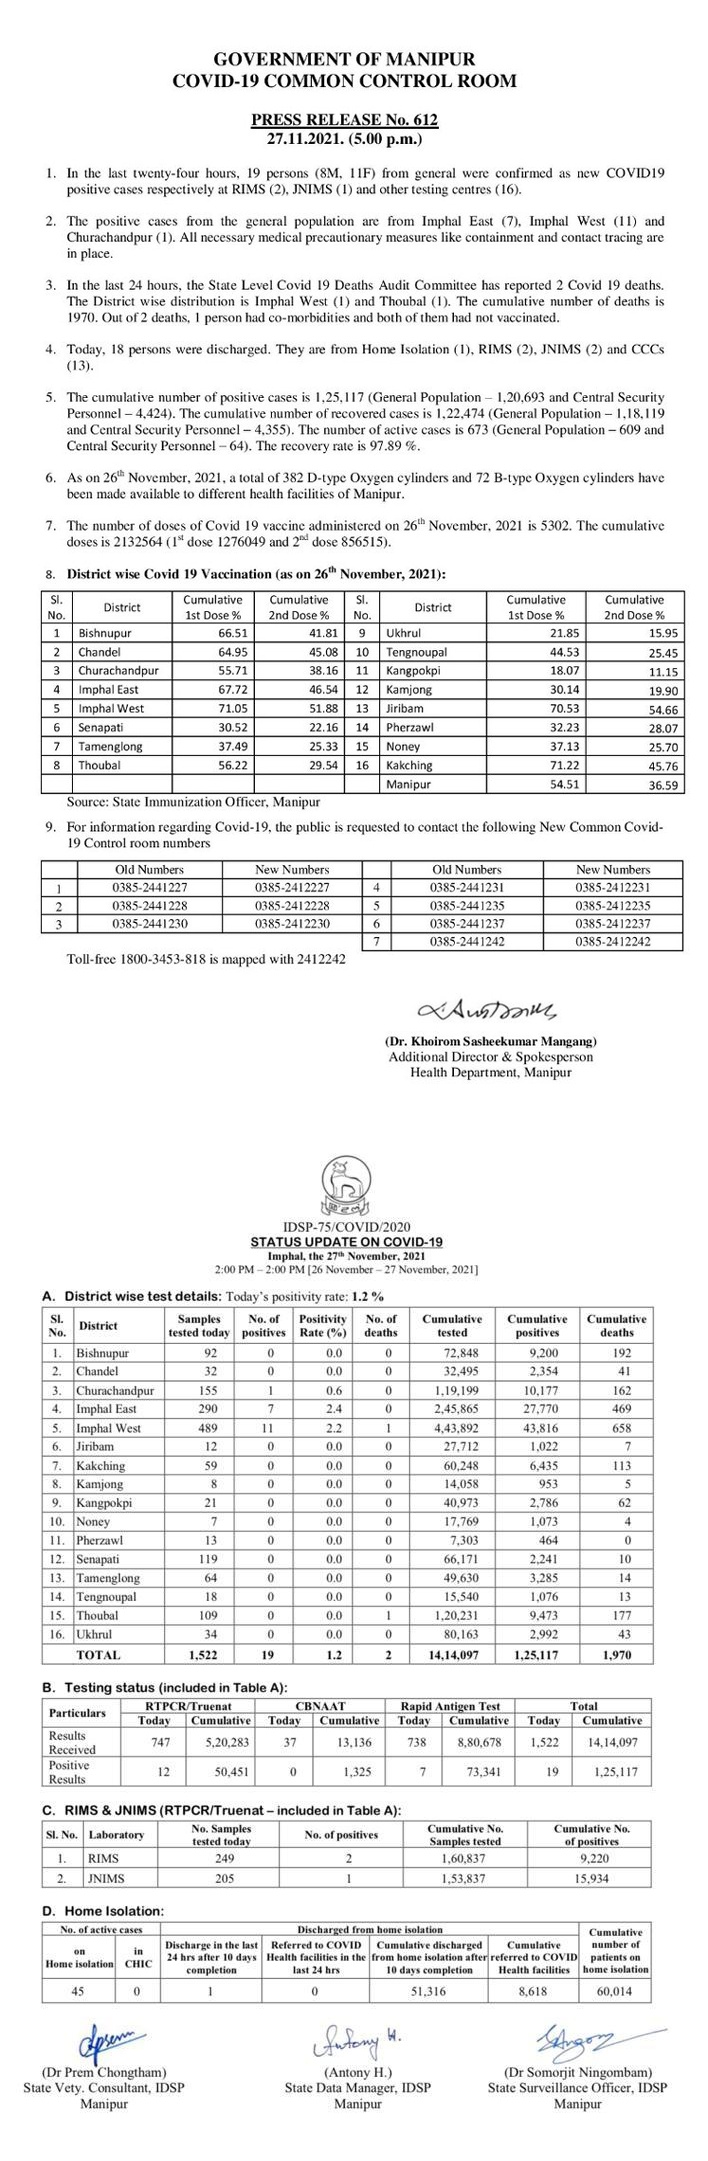 GOVERNMENT OF MANIPUR
COVID-19 COMMON CONTROL ROOM
PRESS RELEASE No. 612
27.11.2021. (5.00 p.m.)
1. In the last twenty-four hours, 19 persons (8M, 11F) from general were confirmed as new COVID19
positive cases respectively at RIMS (2), JNIMS (1) and other testing centres (16).
2. The positive cases from the general population are from Imphal East (7), Imphal West (11) and
Churachandpur (1). All necessary medical precautionary measures like containment and contact tracing are
in place.
3. In the last 24 hours, the State Level Covid 19 Deaths Audit Committee has reported 2 Covid 19 deaths.
The District wise distribution is Imphal West (1) and Thoubal (1). The cumulative number of deaths is
1970. Out of 2 deaths, 1 person had co-morbidities and both of them had not vaccinated.
4. Today, 18 persons were discharged. They are from Home Isolation (1), RIMS (2), JNIMS (2) and CCCs
(13).
5. The cumulative number of positive cases is 1,25,117 (General Population – 1,20,693 and Central Security
Personnel – 4,424). The cumulative number of recovered cases is 1,22,474 (General Population – 1,18,119
and Central Security Personnel – 4,355). The number of active cases is 673 (General Population – 609 and
Central Security Personnel – 64). The recovery rate is 97.89 %.
6. As on 26th November, 2021, a total of 382 D-type Oxygen cylinders and 72 B-type Oxygen cylinders have
been made available to different health facilities of Manipur.
7. The number of doses of Covid 19 vaccine administered on 26th November, 2021 is 5302. The cumulative
doses is 2132564 (1st dose 1276049 and 2nd dose 856515).
8. District wise Covid 19 Vaccination (as on 26th November, 2021):
Sl. No. District Cumulative 1st Dose % Cumulative 2nd Dose % Sl. No. District Cumulative 1st Dose % Cumulative 2nd Dose %
1 Bishnupur 66.51 41.81 9 Ukhrul 21.85 15.95
2 Chandel 64.95 45.08 10 Tengnoupal 44.53 25.45
3 Churachandpur 55.71 38.16 11 Kangpokpi 18.07 11.15
4 Imphal East 67.72 46.54 12 Kamjong 30.14 19.90
5 Imphal West 71.05 51.88 13 Jiribam 70.53 54.66
6 Senapati 30.52 22.16 14 Pherzawl 32.23 28.07
7 Tamenglong 37.49 25.33 15 Noney 37.13 25.70
8 Thoubal 56.22 29.54 16 Kakching 71.22 45.76
Manipur 54.51 36.59
Source: State Immunization Officer, Manipur
9. For information regarding Covid-19, the public is requested to contact the following New Common Covid-
19 Control room numbers
Old Numbers New Numbers Old Numbers New Numbers
1 0385-2441227 0385-2412227 4 0385-2441231 0385-2412231
2 0385-2441228 0385-2412228 5 0385-2441235 0385-2412235
3 0385-2441230 0385-2412230 6 0385-2441237 0385-2412237
7 0385-2441242 0385-2412242
Toll-free 1800-3453-818 is mapped with 2412242
(Dr. Khoirom Sasheekumar Mangang)
Additional Director & Spokesperson
Health Department, Manipur
IDSP-75/COVID/2020
STATUS UPDATE ON COVID-19
Imphal, the 27th November, 2021
2:00 PM – 2:00 PM [26 November – 27 November, 2021]
A. District wise test details: Today's positivity rate: 1.2 %
Sl. No. District Samples tested today No. of positives Positivity Rate (%) No. of deaths Cumulative tested Cumulative positives Cumulative deaths
1. Bishnupur 92 0 0.0 0 72,848 9,200 192
2. Chandel 32 0 0.0 0 32,495 2,354 41
3. Churachandpur 155 1 0.6 0 1,19,199 10,177 162
4. Imphal East 290 7 2.4 0 2,45,865 27,770 469
5. Imphal West 489 11 2.2 1 4,43,892 43,816 658
6. Jiribam 12 0 0.0 0 27,712 1,022 7
7. Kakching 59 0 0.0 0 60,248 6,435 113
8. Kamjong 8 0 0.0 0 14,058 953 5
9. Kangpokpi 21 0 0.0 0 40,973 2,786 62
10. Noney 7 0 0.0 0 17,769 1,073 4
11. Pherzawl 13 0 0.0 0 7,303 464 0
12. Senapati 119 0 0.0 0 66,171 2,241 10
13. Tamenglong 64 0 0.0 0 49,630 3,285 14
14. Tengnoupal 18 0 0.0 0 15,540 1,076 13
15. Thoubal 109 0 0.0 1 1,20,231 9,473 177
16. Ukhrul 34 0 0.0 0 80,163 2,992 43
TOTAL 1,522 19 1.2 2 14,14,097 1,25,117 1,970
B. Testing status (included in Table A):
Particulars RTPCR/Truenat CBNAAT Rapid Antigen Test Total
Today Cumulative Today Cumulative Today Cumulative Today Cumulative
Results Received 747 5,20,283 37 13,136 738 8,80,678 1,522 14,14,097
Positive Results 12 50,451 0 1,325 7 73,341 19 1,25,117
C. RIMS & JNIMS (RTPCR/Truenat – included in Table A):
Sl. No. Laboratory No. Samples tested today No. of positives Cumulative No. Samples tested Cumulative No. of positives
1. RIMS 249 2 1,60,837 9,220
2. JNIMS 205 1 1,53,837 15,934
D. Home Isolation:
No. of active cases Discharged from home isolation Cumulative number of patients on home isolation
on Home isolation in CHIC Discharge in the last 24 hrs after 10 days completion Referred to COVID Health facilities in the last 24 hrs Cumulative discharged from home isolation after 10 days completion Cumulative referred to COVID Health facilities
45 0 1 0 51,316 8,618 60,014
Antony H.
(Dr Prem Chongtham) (Antony H.) (Dr Somorjit Ningombam)
State Vety. Consultant, IDSP State Data Manager, IDSP State Surveillance Officer, IDSP
Manipur Manipur Manipur